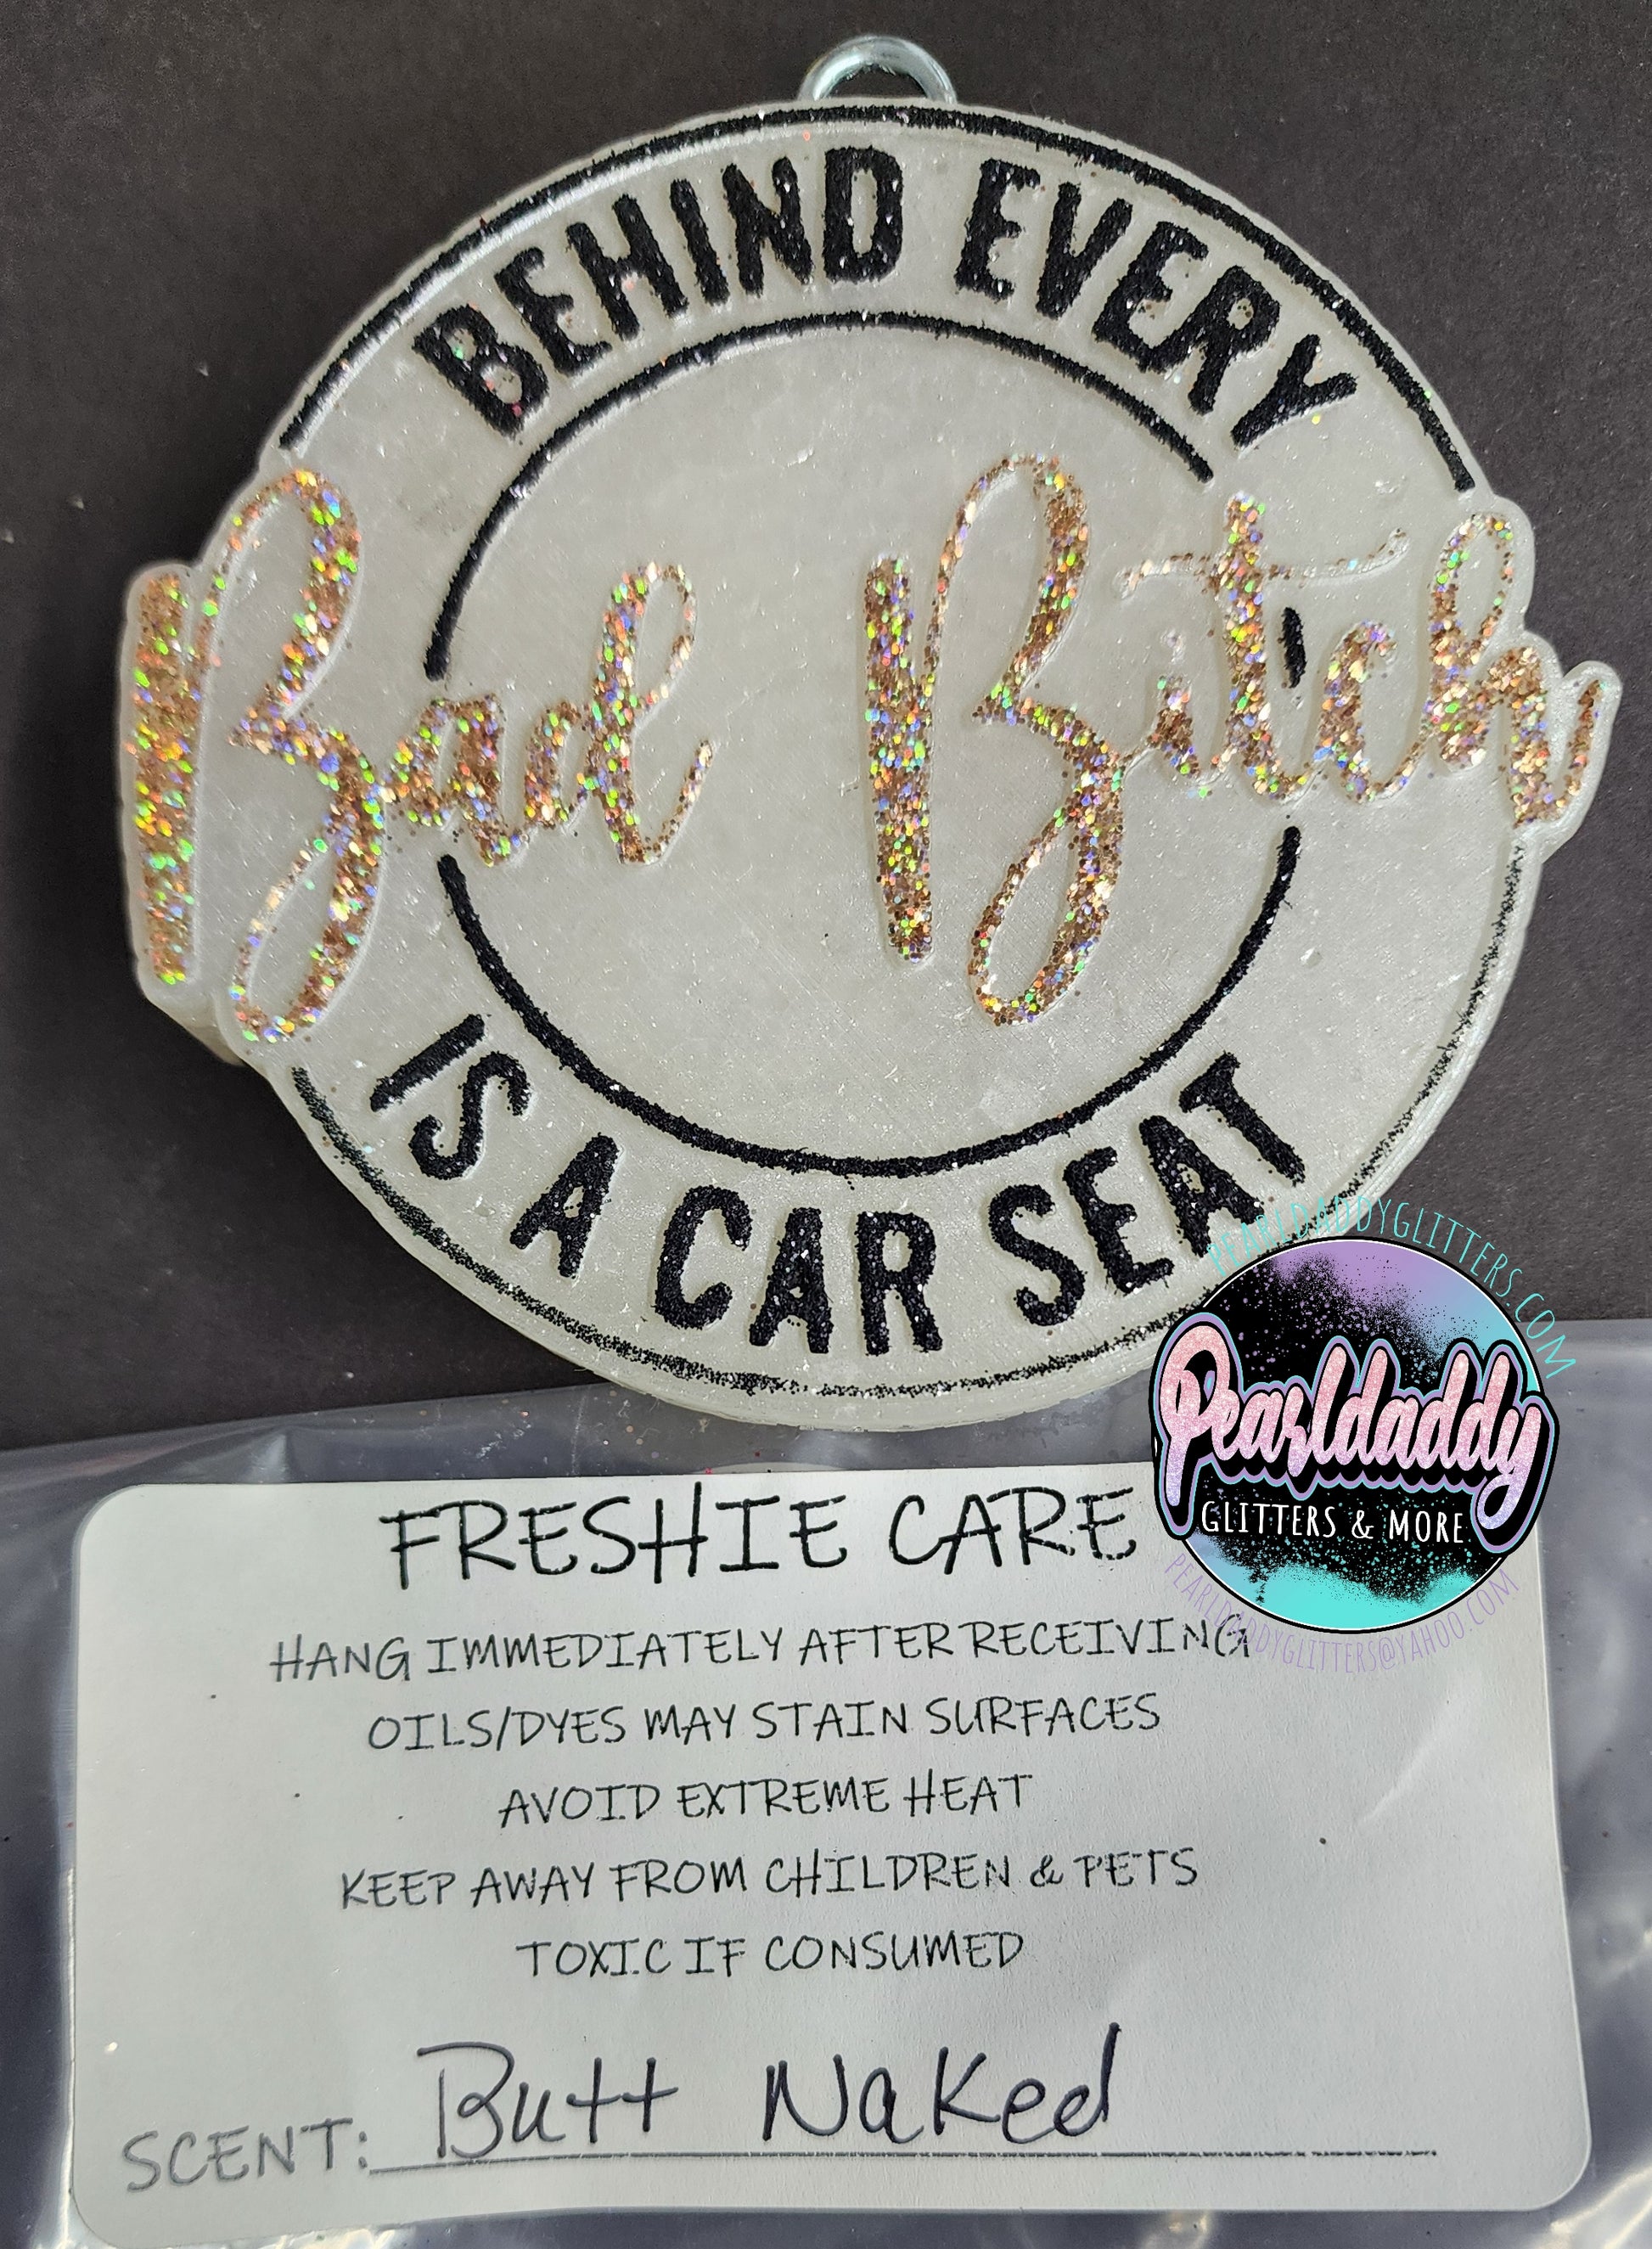 BEHIND EVERY
Bad Bitch
IS A CAR SEAT
PEARLDADDYGLITTERS.COM
Pearldaddy
GLITTERS & MORE
PEARLDADDYGLITTERS@YAHOO.COM
FRESHIE CARE
HANG IMMEDIATELY AFTER RECEIVING
OILS/DYES MAY STAIN SURFACES
AVOID EXTREME HEAT
KEEP AWAY FROM CHILDREN & PETS
TOXIC IF CONSUMED
SCENT: Butt Naked